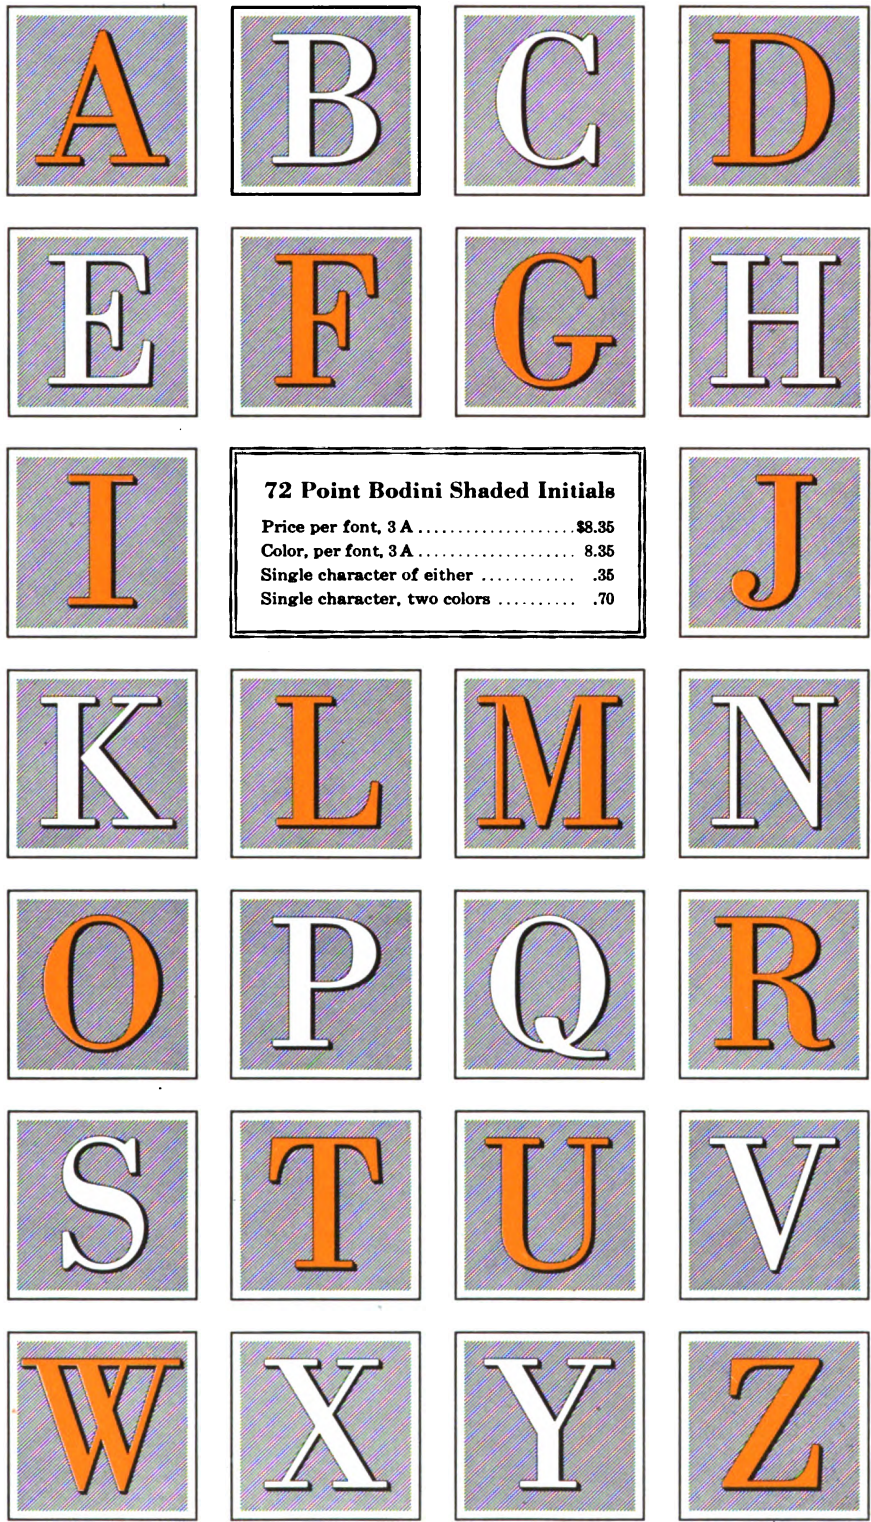 A B C D
E F G H
I
72 Point Bodini Shaded Initials
Price per font, 3 A ................... $8.35
Color, per font, 3 A ................... 8.35
Single character of either ............ .35
Single character, two colors .......... .70
J
K L M N
O P Q R
S T U V
W X Y Z